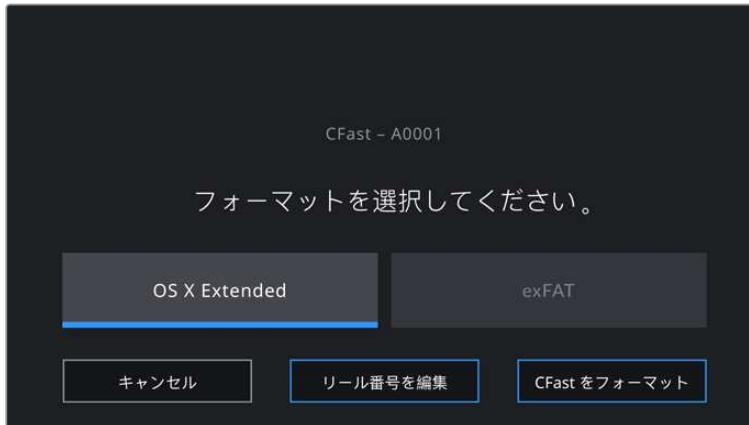 CFast – A0001
フォーマットを選択してください。
OS X Extended
exFAT
キャンセル
リール番号を編集
CFast をフォーマット